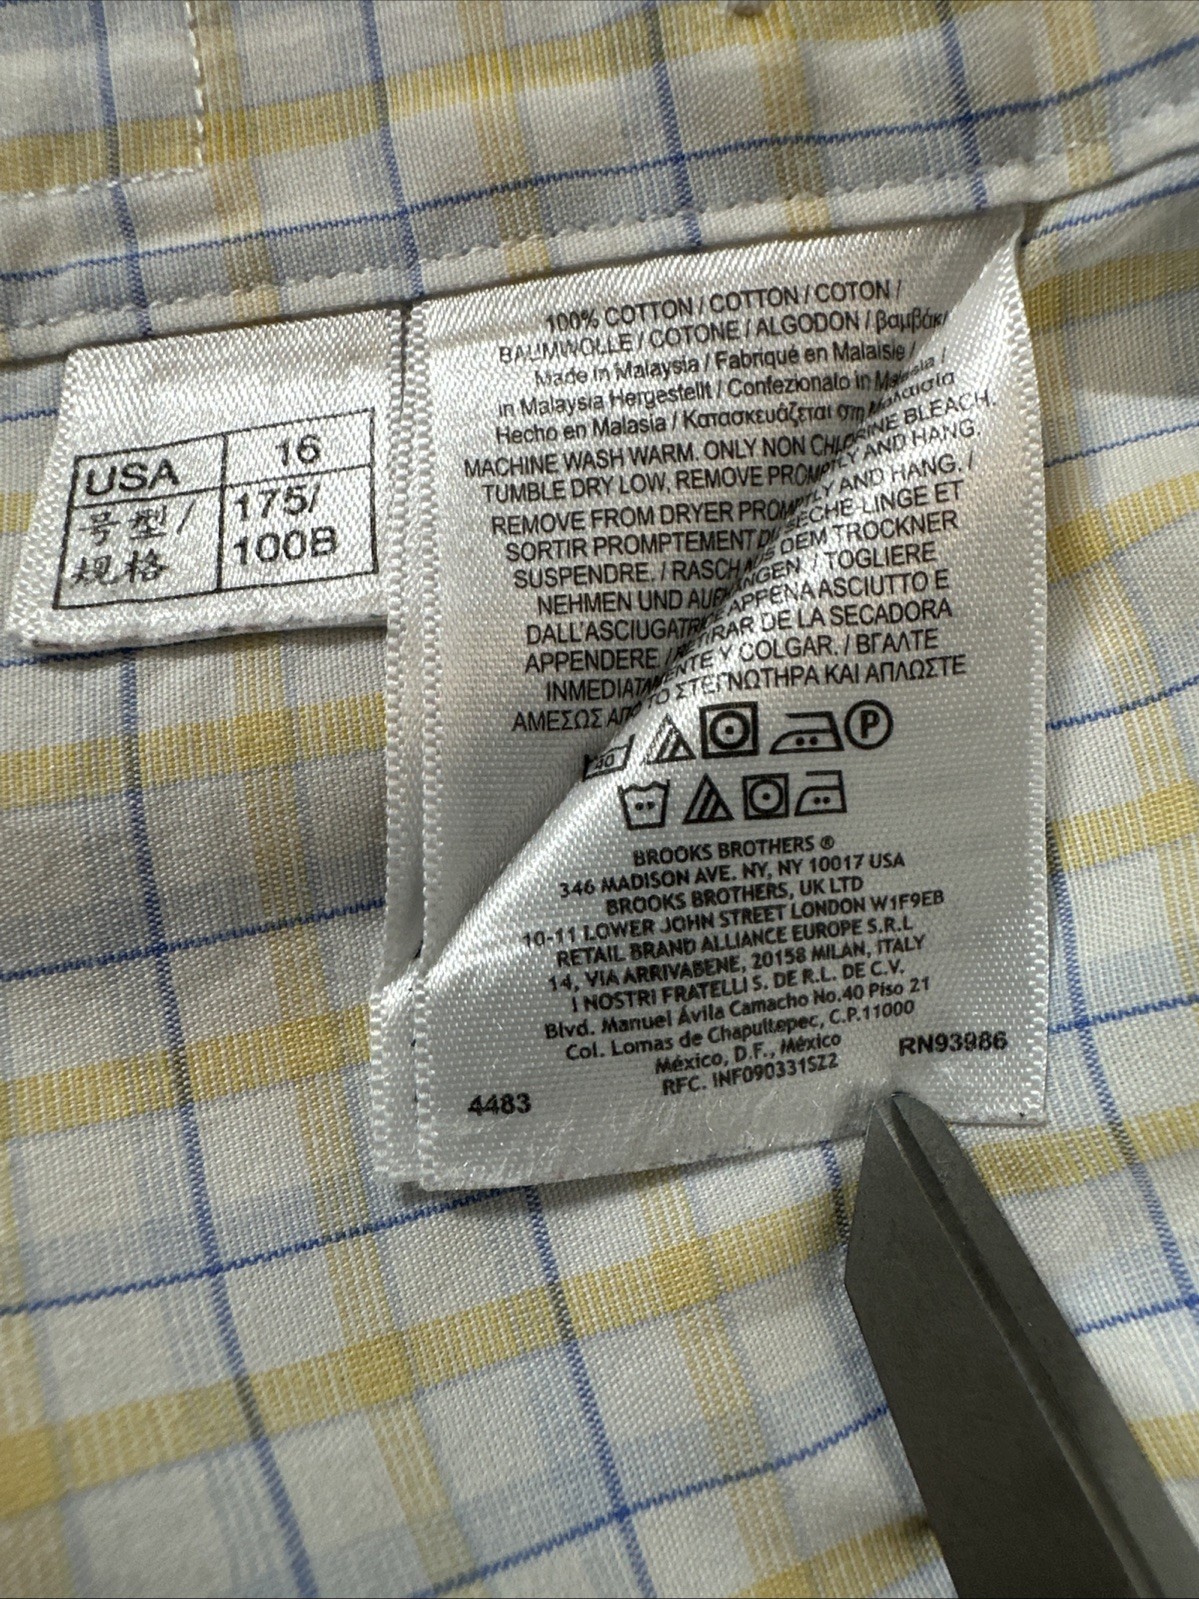 USA 16
号型/ 175/
规格 100B
100% COTTON / COTTON / COTON /
BAUMWOLLE / COTONE / ALGODON / βαμβάκι
Made in Malaysia / Fabriqué en Malaisie /
in Malaysia Hergestellt / Confezionato in Malesia /
Hecho en Malasia / Κατασκευάζεται στη Μαλαισία
MACHINE WASH WARM. ONLY NON CHLORINE BLEACH.
TUMBLE DRY LOW, REMOVE PROMPTLY AND HANG.
REMOVE FROM DRYER PROMPTLY AND HANG. /
SORTIR PROMPTEMENT DU SÈCHE-LINGE ET
SUSPENDRE. / RASCH AUS DEM TROCKNER
NEHMEN UND AUFHÄNGEN. / TOGLIERE
DALL'ASCIUGATRICE APPENA ASCIUTTO E
APPENDERE. / RETIRAR DE LA SECADORA
INMEDIATAMENTE Y COLGAR. / ΒΓΑΛΤΕ
ΑΜΕΣΩΣ ΑΠΟ ΤΟ ΣΤΕΓΝΩΤΗΡΑ ΚΑΙ ΑΠΛΩΣΤΕ
40 P
BROOKS BROTHERS ®
346 MADISON AVE. NY, NY 10017 USA
BROOKS BROTHERS, UK LTD
10-11 LOWER JOHN STREET LONDON W1F9EB
RETAIL BRAND ALLIANCE EUROPE S.R.L
14, VIA ARRIVABENE, 20158 MILAN, ITALY
I NOSTRI FRATELLI S. DE R.L. DE C.V.
Blvd. Manuel Ávila Camacho No.40 Piso 21
Col. Lomas de Chapultepec, C.P.11000
México, D.F., México
RFC. INF090331SZ2
4483 RN93986